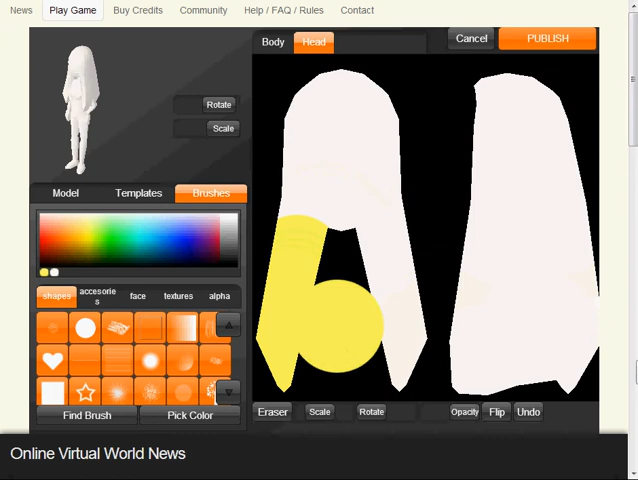 News Play Game Buy Credits Community Help / FAQ / Rules Contact
Body Head Cancel PUBLISH
Rotate
Scale
Model Templates Brushes
shapes accesories face textures alpha
Find Brush Pick Color
Eraser Scale Rotate Opacity Flip Undo
Online Virtual World News